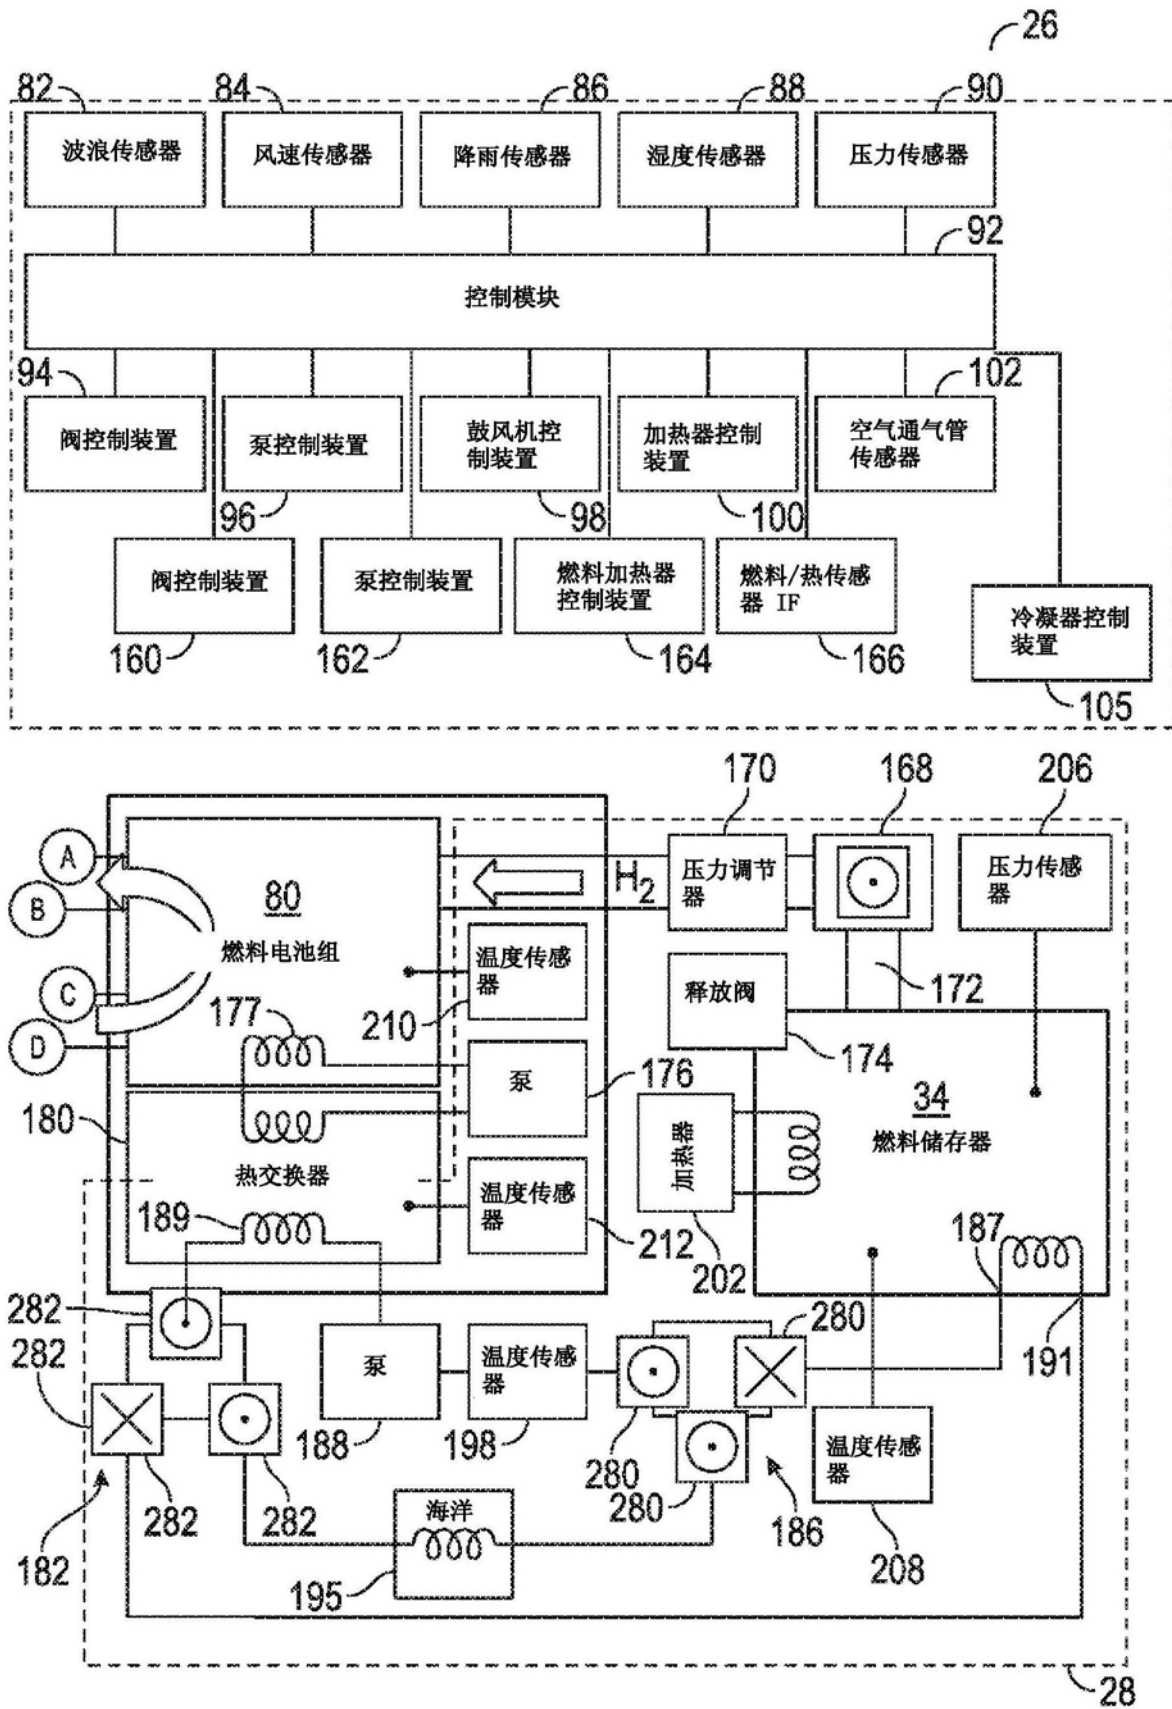 26
82
84
86
88
90
波浪传感器
风速传感器
降雨传感器
湿度传感器
压力传感器
92
控制模块
94
102
阀控制装置
泵控制装置
鼓风机控
制装置
加热器控制
装置
空气通气管
传感器
96
98
100
阀控制装置
泵控制装置
燃料加热器
控制装置
燃料/热传感
器 IF
冷凝器控制
装置
160
162
164
166
105
170
168
206
A
B
C
D
80
燃料电池组
H2
压力调节
器
压力传感
器
温度传感
器
210
释放阀
172
174
177
泵
176
34
燃料储存器
180
热交换器
加热器
189
温度传感
器
212
202
187
191
282
282
泵
温度传感
器
280
188
198
280
280
温度传感
器
282
282
182
海洋
195
186
208
28